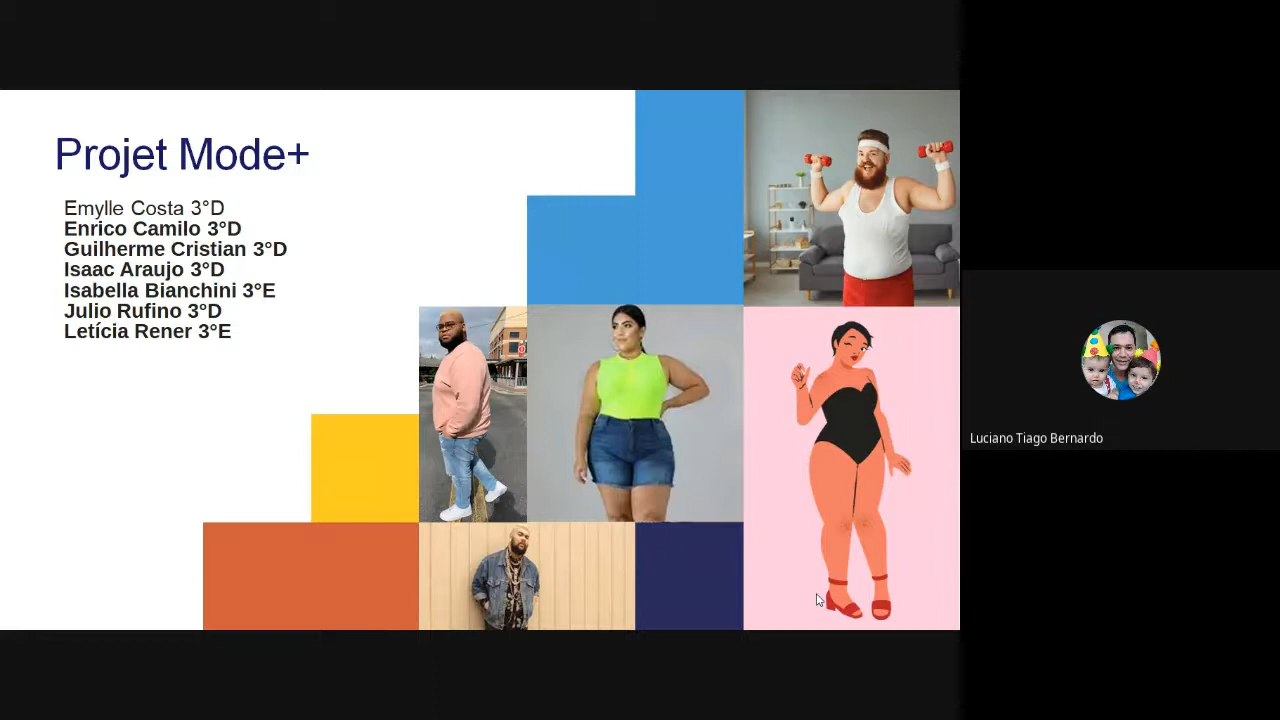 Projet Mode+
Emylle Costa 3°D
Enrico Camilo 3°D
Guilherme Cristian 3°D
Isaac Araujo 3°D
Isabella Bianchini 3°E
Julio Rufino 3°D
Letícia Rener 3°E
Luciano Tiago Bernardo